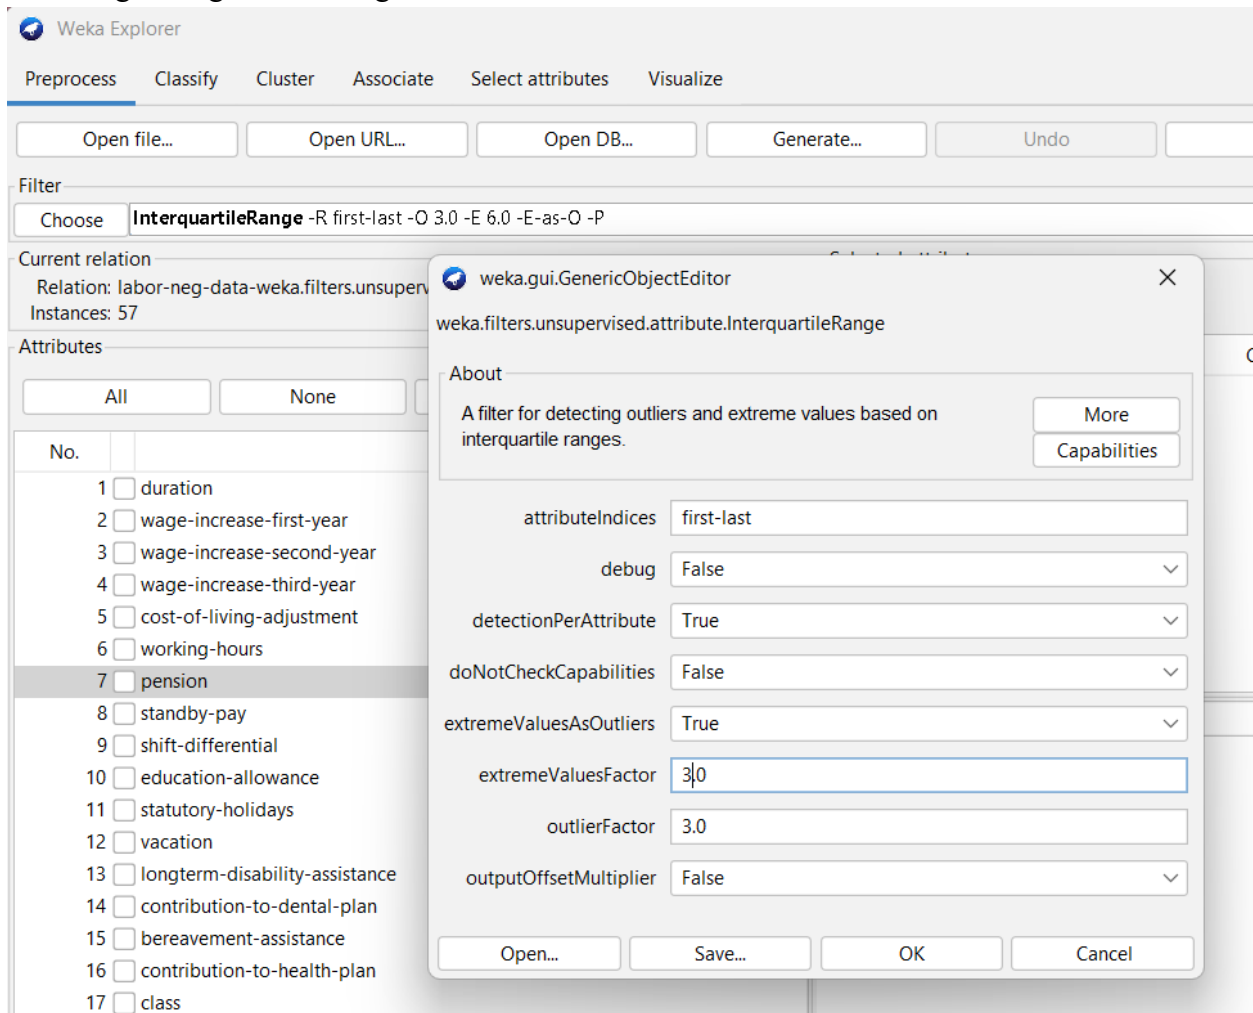 Weka Explorer
Preprocess Classify Cluster Associate Select attributes Visualize
Open file... Open URL... Open DB... Generate... Undo
Filter
Choose InterquartileRange -R first-last -O 3.0 -E 6.0 -E-as-O -P
Current relation
Relation: labor-neg-data-weka.filters.unsuperv
Instances: 57
Attributes
All None
No.
1 duration
2 wage-increase-first-year
3 wage-increase-second-year
4 wage-increase-third-year
5 cost-of-living-adjustment
6 working-hours
7 pension
8 standby-pay
9 shift-differential
10 education-allowance
11 statutory-holidays
12 vacation
13 longterm-disability-assistance
14 contribution-to-dental-plan
15 bereavement-assistance
16 contribution-to-health-plan
17 class
weka.gui.GenericObjectEditor
weka.filters.unsupervised.attribute.InterquartileRange
About
A filter for detecting outliers and extreme values based on
interquartile ranges.
More
Capabilities
attributeIndices first-last
debug False
detectionPerAttribute True
doNotCheckCapabilities False
extremeValuesAsOutliers True
extremeValuesFactor 3.0
outlierFactor 3.0
outputOffsetMultiplier False
Open... Save... OK Cancel